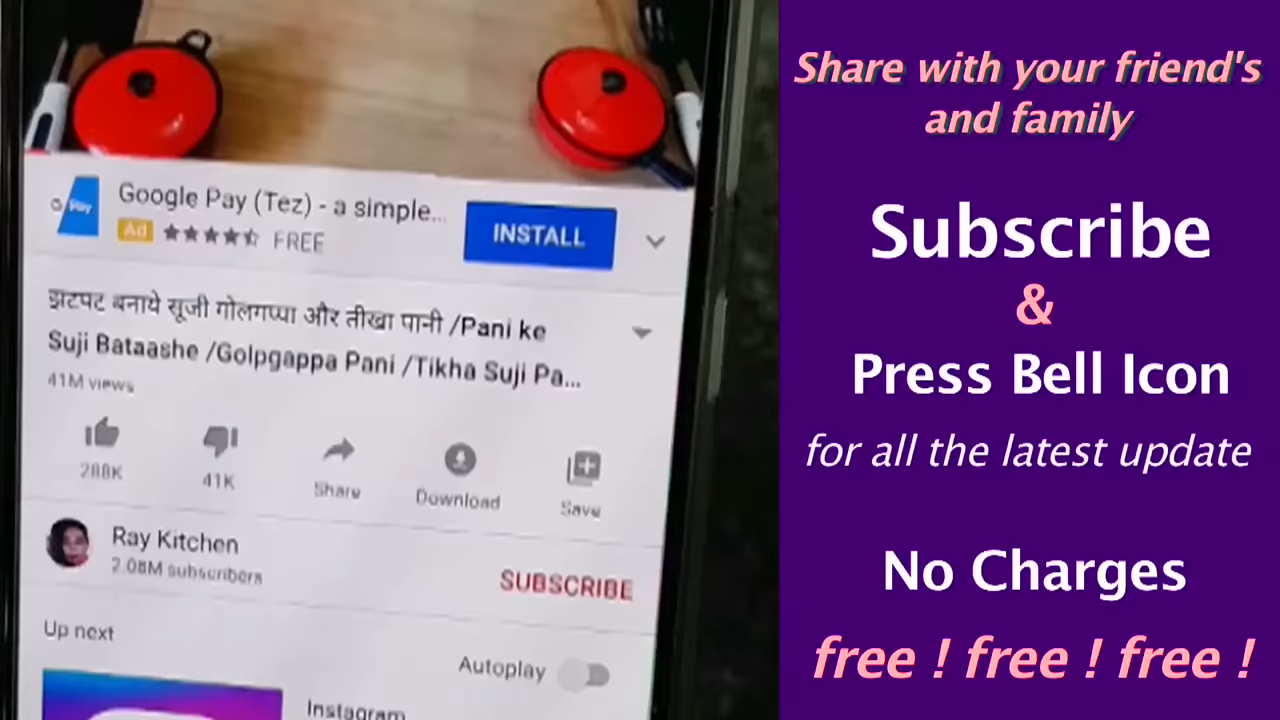 Google Pay (Tez) - a simple...
G Pay
Ad
FREE
INSTALL
झटपट बनाये सूजी गोलगप्पा और तीखा पानी /Pani ke
Suji Bataashe /Golpgappa Pani /Tikha Suji Pa...
41M views
288K
41K
Share
Download
Save
Ray Kitchen
2.08M subscribers
SUBSCRIBE
Up next
Autoplay
Instagram
Share with your friend's
and family
Subscribe
&
Press Bell Icon
for all the latest update
No Charges
free ! free ! free !